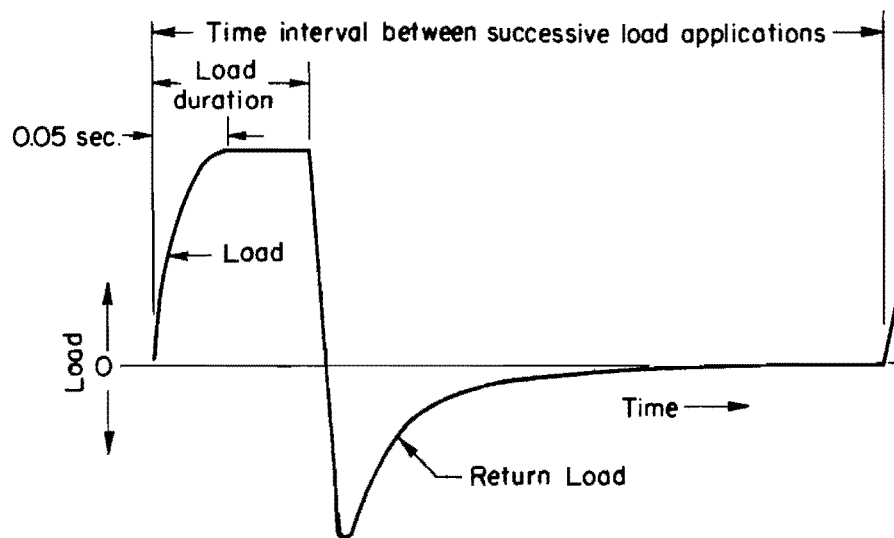 Time interval between successive load applications
Load
duration
0.05 sec.
Load
Load
0
Time
Return Load